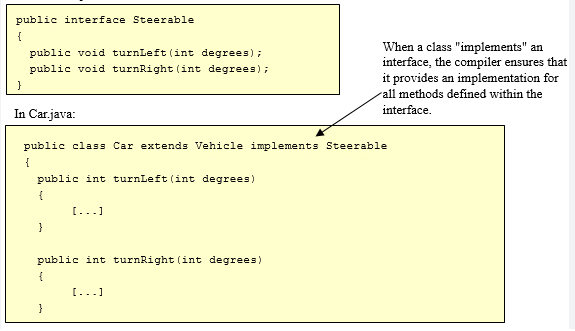 public interface Steerable
{
public void turnLeft(int degrees);
public void turnRight(int degrees);
}
When a class "implements" an
interface, the compiler ensures that
it provides an implementation for
all methods defined within the
interface.
In Car.java:
public class Car extends Vehicle implements Steerable
{
public int turnLeft(int degrees)
{
[...]
}
public int turnRight(int degrees)
{
[...]
}